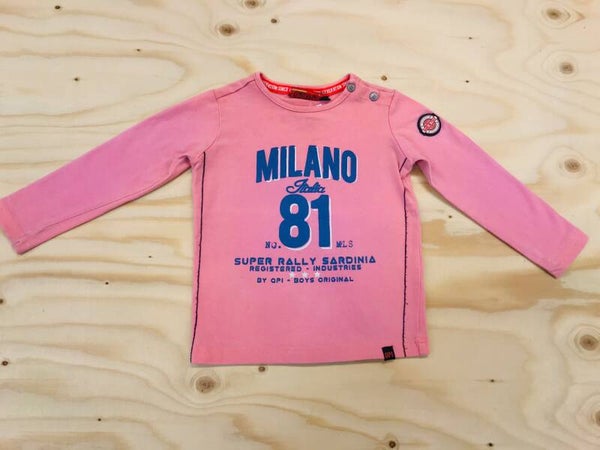 MILANO
Italia
81
NO. MLS
SUPER RALLY SARDINIA
REGISTERED - INDUSTRIES
BY QPI - BOYS ORIGINAL